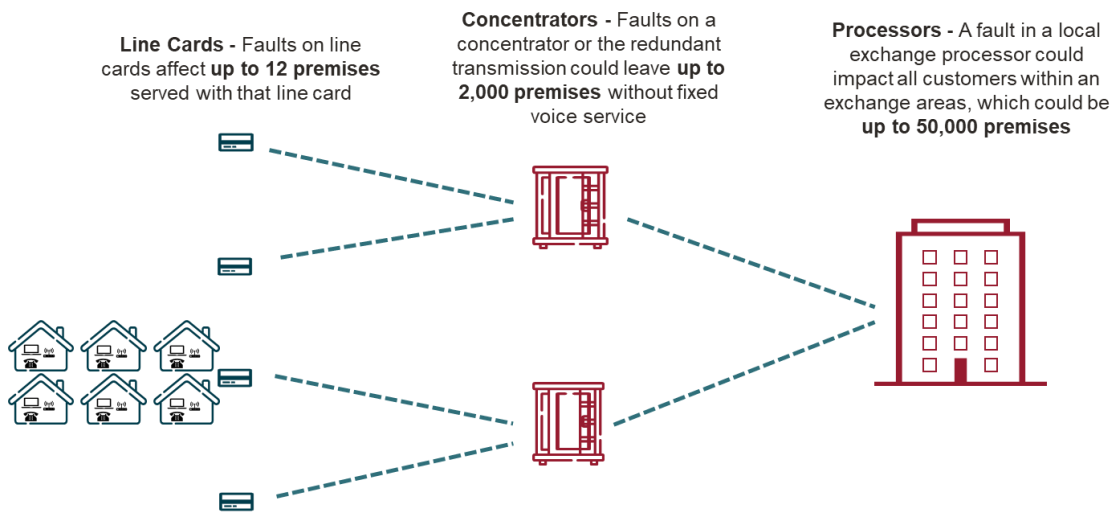 Line Cards - Faults on line
cards affect up to 12 premises
served with that line card
Concentrators - Faults on a
concentrator or the redundant
transmission could leave up to
2,000 premises without fixed
voice service
Processors - A fault in a local
exchange processor could
impact all customers within an
exchange areas, which could be
up to 50,000 premises